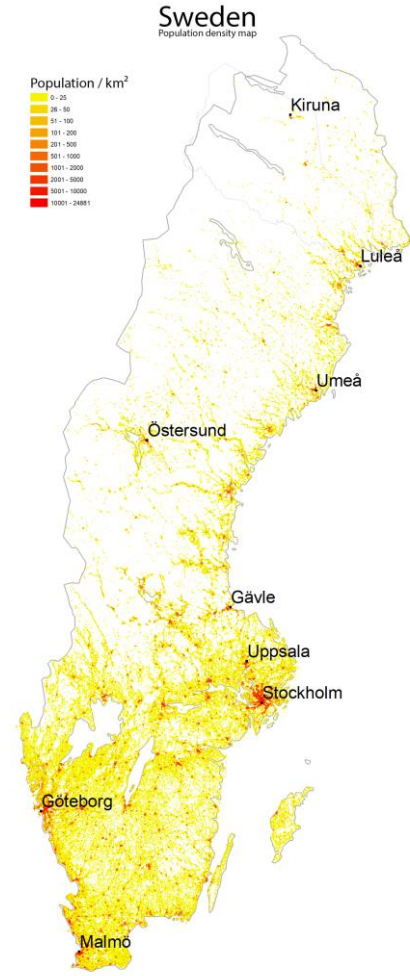 Sweden
Population density map
Population / km²
0 - 25
26 - 50
51 - 100
101 - 200
201 - 500
501 - 1000
1001 - 2000
2001 - 5000
5001 - 10000
10001 - 24881
Kiruna
Luleå
Umeå
Östersund
Gävle
Uppsala
Stockholm
Göteborg
Malmö